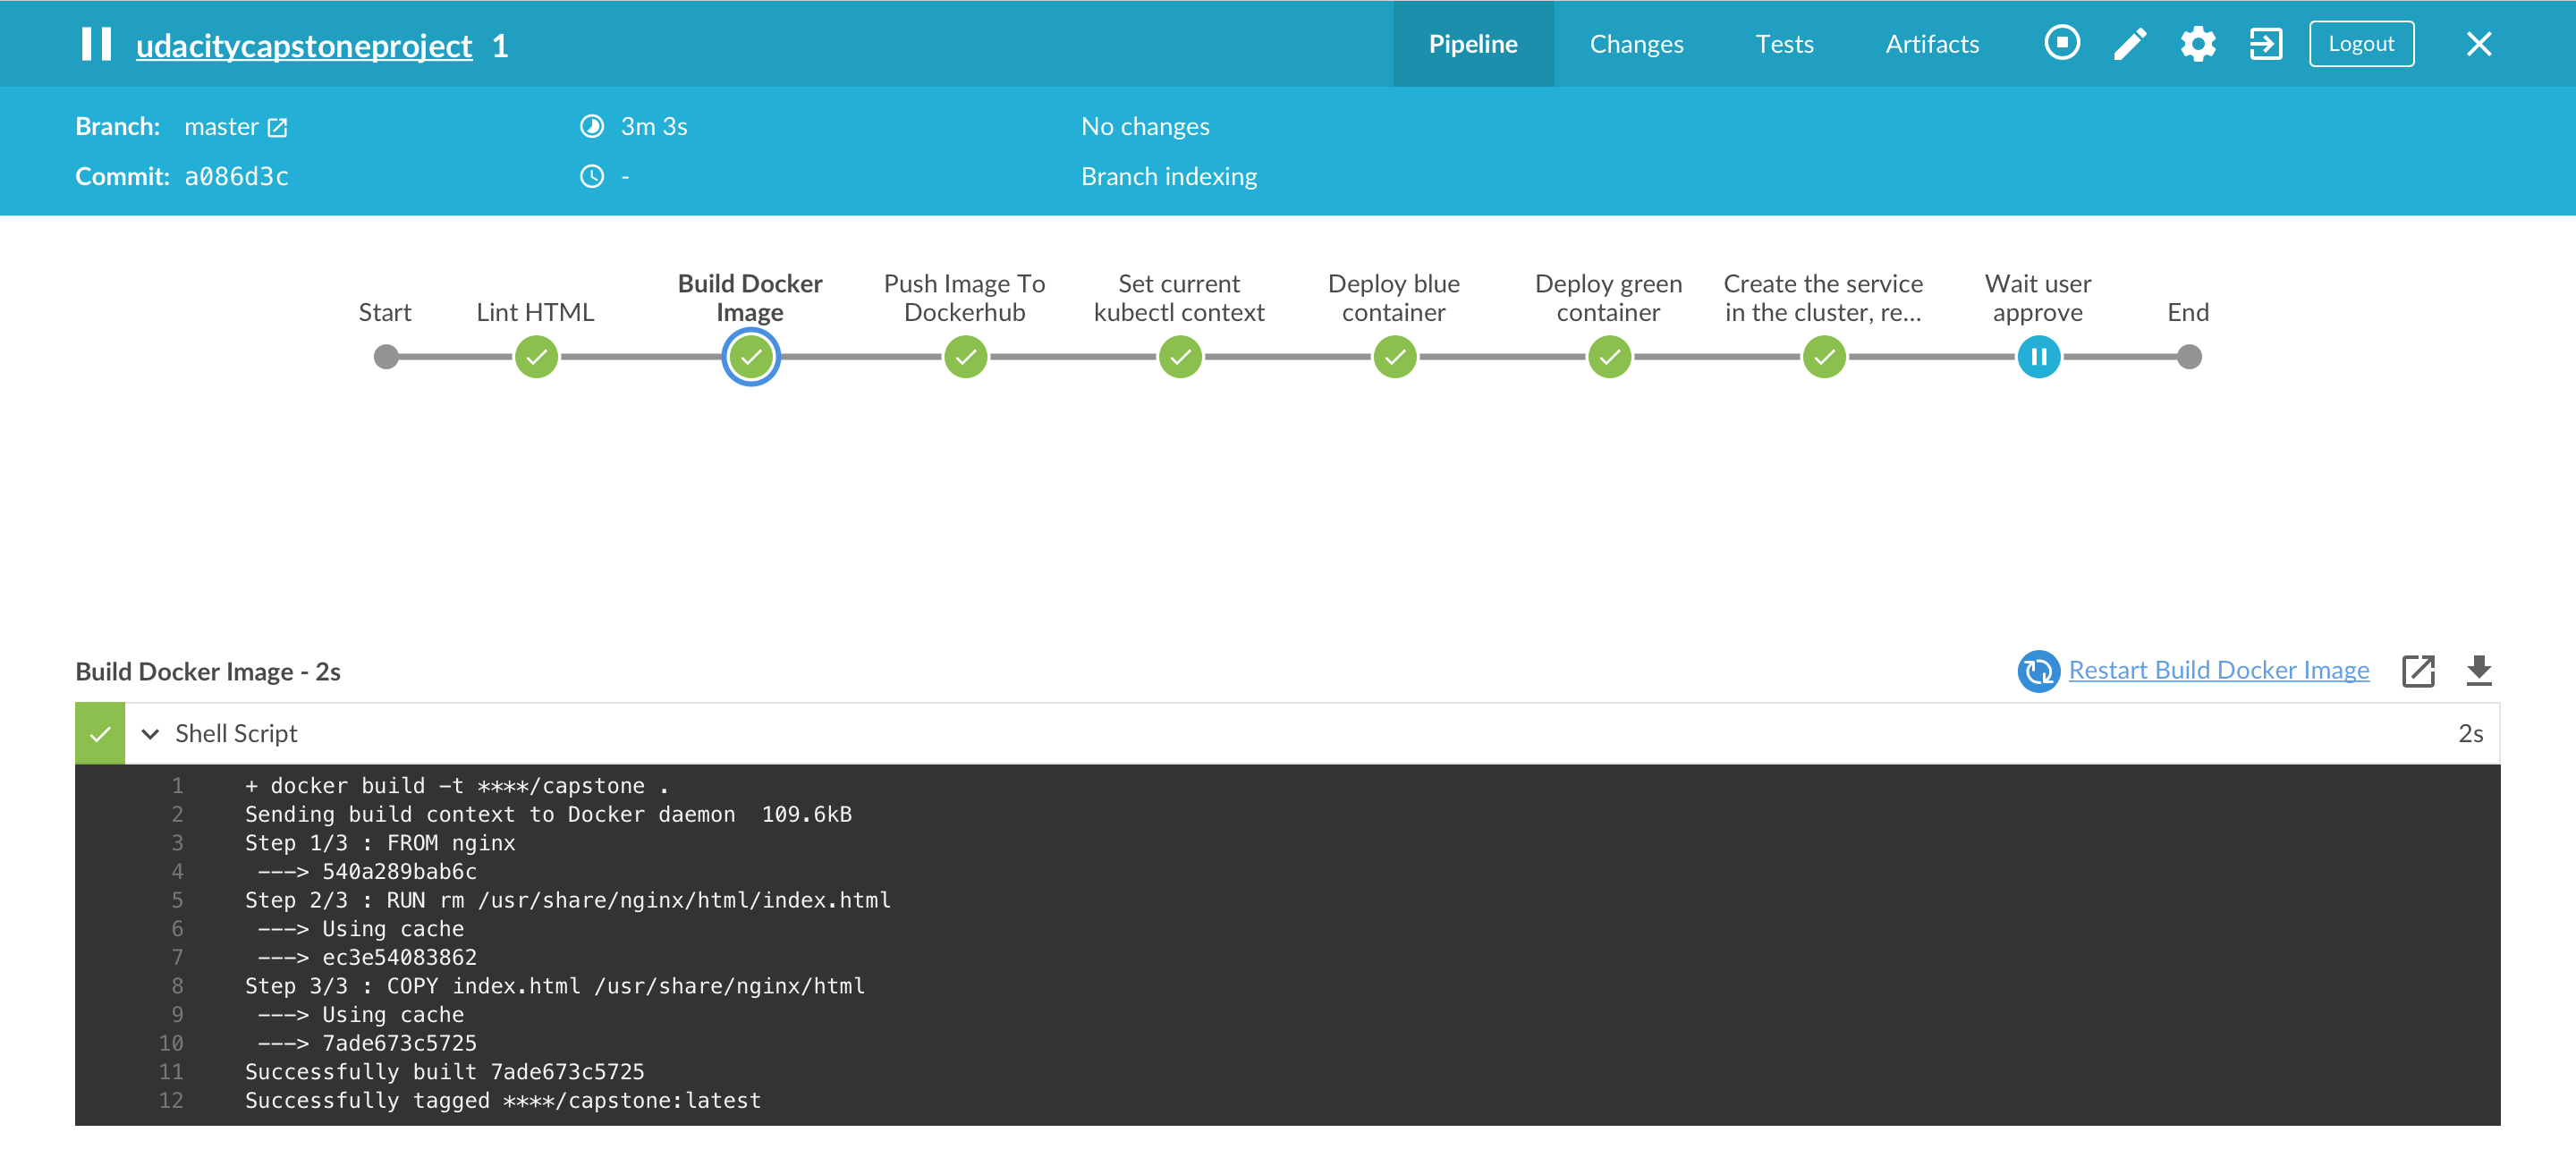 udacitycapstoneproject 1
Pipeline Changes Tests Artifacts Logout
Branch: master 3m 3s No changes
Commit: a086d3c - Branch indexing
Start
Lint HTML
Build Docker
Image
Push Image To
Dockerhub
Set current
kubectl context
Deploy blue
container
Deploy green
container
Create the service
in the cluster, re...
Wait user
approve
End
Build Docker Image - 2s
Restart Build Docker Image
Shell Script 2s
1 + docker build -t ****/capstone .
2 Sending build context to Docker daemon  109.6kB
3 Step 1/3 : FROM nginx
4  ---> 540a289bab6c
5 Step 2/3 : RUN rm /usr/share/nginx/html/index.html
6  ---> Using cache
7  ---> ec3e54083862
8 Step 3/3 : COPY index.html /usr/share/nginx/html
9  ---> Using cache
10  ---> 7ade673c5725
11 Successfully built 7ade673c5725
12 Successfully tagged ****/capstone:latest